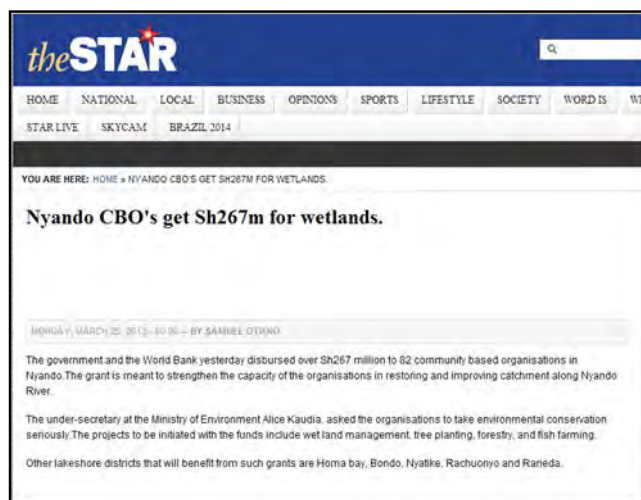 theSTAR
HOME NATIONAL LOCAL BUSINESS OPINIONS SPORTS LIFESTYLE SOCIETY WORD IS
STAR LIVE SKYCAM BRAZIL 2014
YOU ARE HERE: HOME » NYANDO CBO'S GET SH267M FOR WETLANDS.
Nyando CBO's get Sh267m for wetlands.
MONDAY, MARCH BY SAMUEL OTIENO
The government and the World Bank yesterday disbursed over Sh267 million to 82 community based organisations in
Nyando.The grant is meant to strengthen the capacity of the organisations in restoring and improving catchment along Nyando
River.
The under-secretary at the Ministry of Environment Alice Kaudia, asked the organisations to take environmental conservation
seriously.The projects to be initiated with the funds include wet land management, tree planting, forestry, and fish farming.
Other lakeshore districts that will benefit from such grants are Homa bay, Bondo, Nyatike, Rachuonyo and Rarieda.